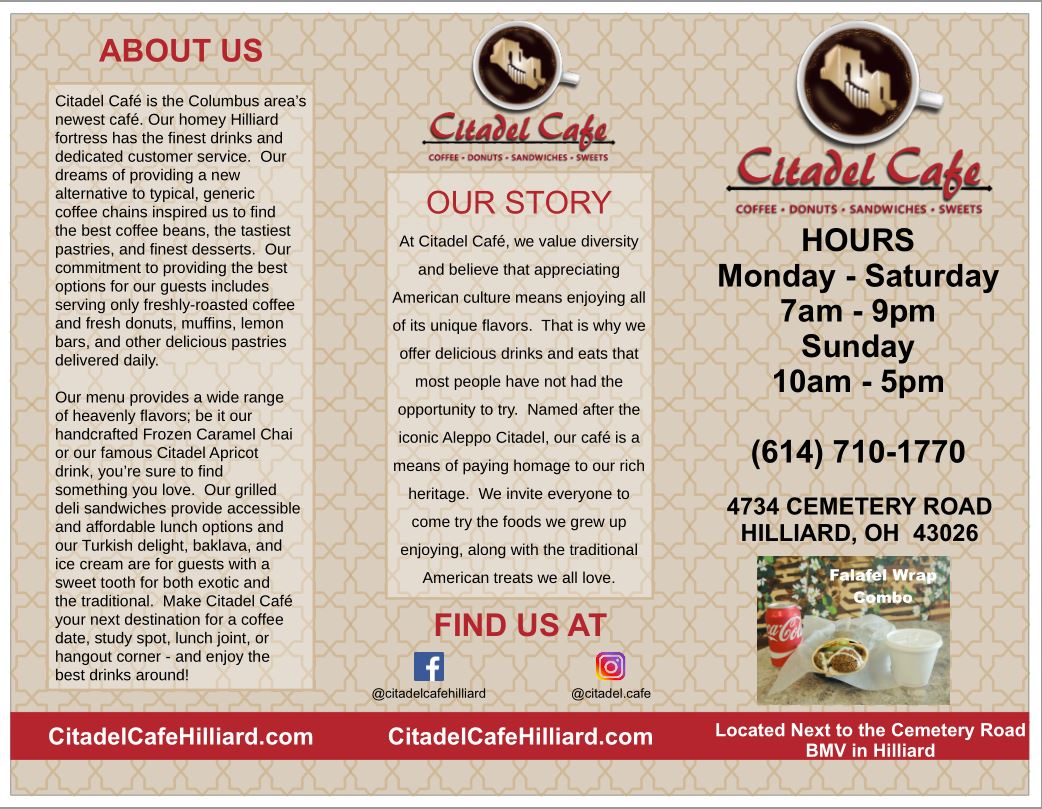 ABOUT US
Citadel Café is the Columbus area’s
newest café. Our homey Hilliard
fortress has the finest drinks and
dedicated customer service.  Our
dreams of providing a new
alternative to typical, generic
coffee chains inspired us to find
the best coffee beans, the tastiest
pastries, and finest desserts.  Our
commitment to providing the best
options for our guests includes
serving only freshly-roasted coffee
and fresh donuts, muffins, lemon
bars, and other delicious pastries
delivered daily.
Our menu provides a wide range
of heavenly flavors; be it our
handcrafted Frozen Caramel Chai
or our famous Citadel Apricot
drink, you’re sure to find
something you love.  Our grilled
deli sandwiches provide accessible
and affordable lunch options and
our Turkish delight, baklava, and
ice cream are for guests with a
sweet tooth for both exotic and
the traditional.  Make Citadel Café
your next destination for a coffee
date, study spot, lunch joint, or
hangout corner - and enjoy the
best drinks around!
CitadelCafeHilliard.com
Citadel Cafe
COFFEE • DONUTS • SANDWICHES • SWEETS
OUR STORY
At Citadel Café, we value diversity
and believe that appreciating
American culture means enjoying all
of its unique flavors.  That is why we
offer delicious drinks and eats that
most people have not had the
opportunity to try.  Named after the
iconic Aleppo Citadel, our café is a
means of paying homage to our rich
heritage.  We invite everyone to
come try the foods we grew up
enjoying, along with the traditional
American treats we all love.
FIND US AT
@citadelcafehilliard
@citadel.cafe
CitadelCafeHilliard.com
Citadel Cafe
COFFEE • DONUTS • SANDWICHES • SWEETS
HOURS
Monday - Saturday
7am - 9pm
Sunday
10am - 5pm
(614) 710-1770
4734 CEMETERY ROAD
HILLIARD, OH  43026
Falafel Wrap
Combo
Coca-Cola
Located Next to the Cemetery Road
BMV in Hilliard